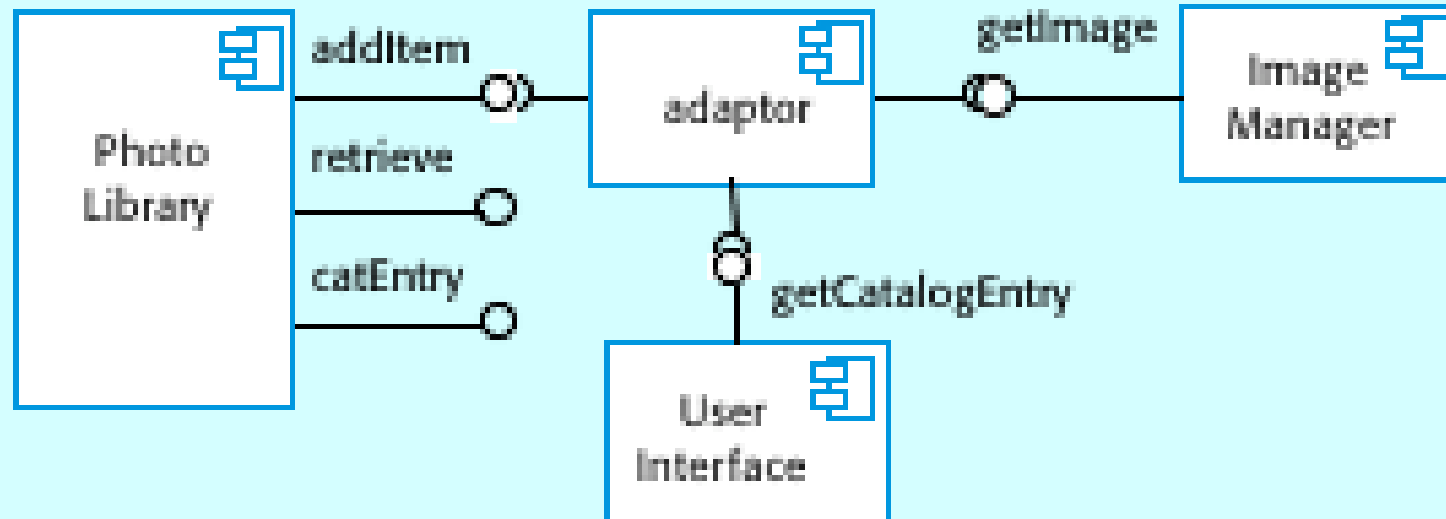 addItem
getImage
Photo
Library
adaptor
Image
Manager
retrieve
catEntry
getCatalogEntry
User
Interface